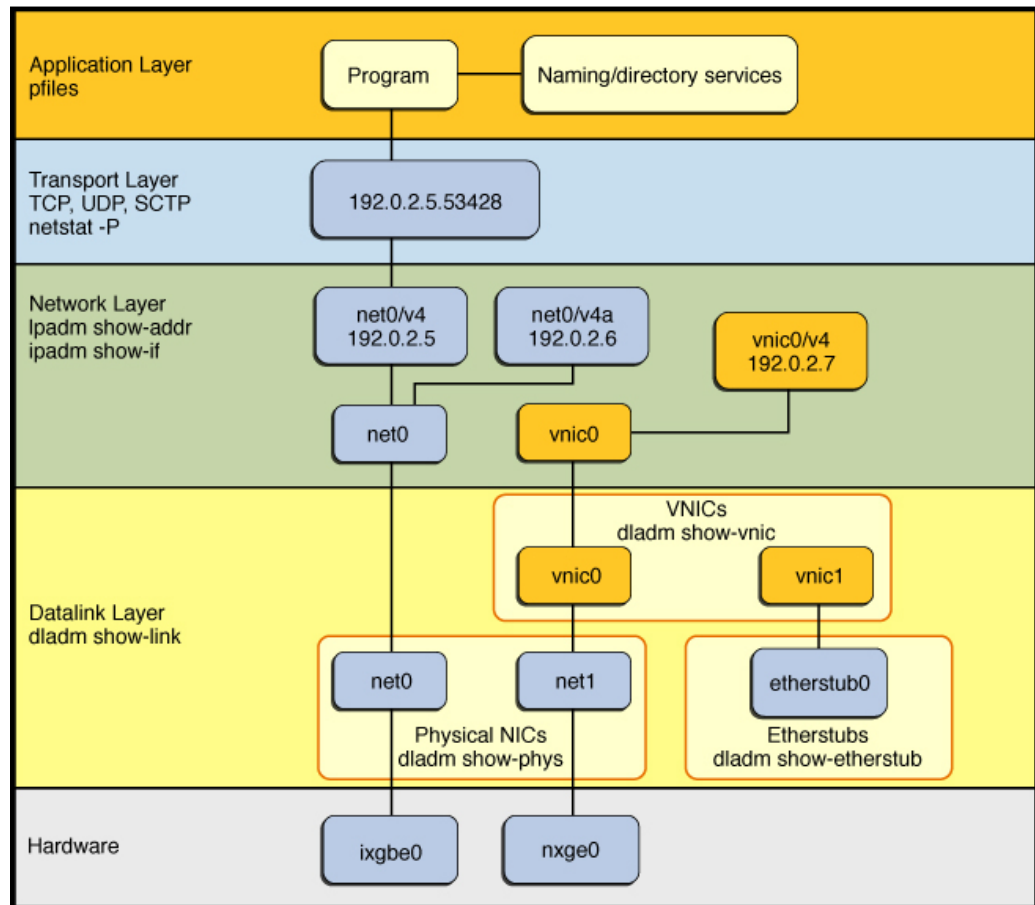 Application Layer
pfiles
Program
Naming/directory services
Transport Layer
TCP, UDP, SCTP
netstat -P
192.0.2.5.53428
Network Layer
Ipadm show-addr
ipadm show-if
net0/v4
192.0.2.5
net0/v4a
192.0.2.6
vnic0/v4
192.0.2.7
net0
vnic0
Datalink Layer
dladm show-link
VNICs
dladm show-vnic
vnic0
vnic1
net0
net1
Physical NICs
dladm show-phys
etherstub0
Etherstubs
dladm show-etherstub
Hardware
ixgbe0
nxge0